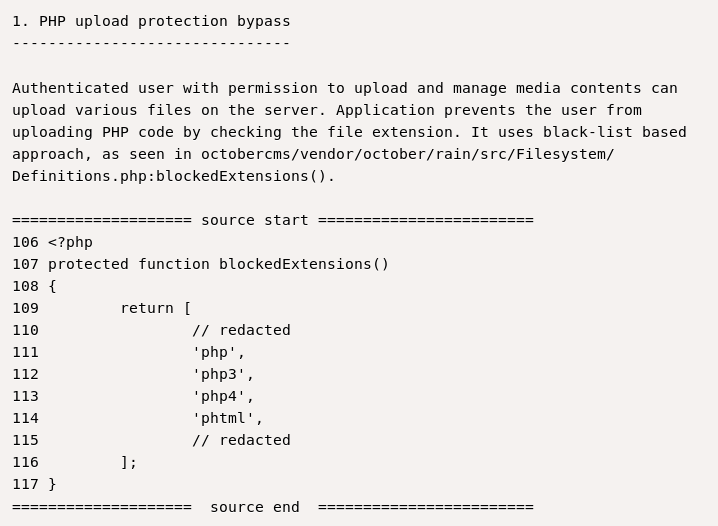 1. PHP upload protection bypass
-------------------------------
Authenticated user with permission to upload and manage media contents can
upload various files on the server. Application prevents the user from
uploading PHP code by checking the file extension. It uses black-list based
approach, as seen in octobercms/vendor/october/rain/src/Filesystem/
Definitions.php:blockedExtensions().
==================== source start ========================
106 <?php
107 protected function blockedExtensions()
108 {
109         return [
110                 // redacted
111                 'php',
112                 'php3',
113                 'php4',
114                 'phtml',
115                 // redacted
116         ];
117 }
====================  source end  ========================